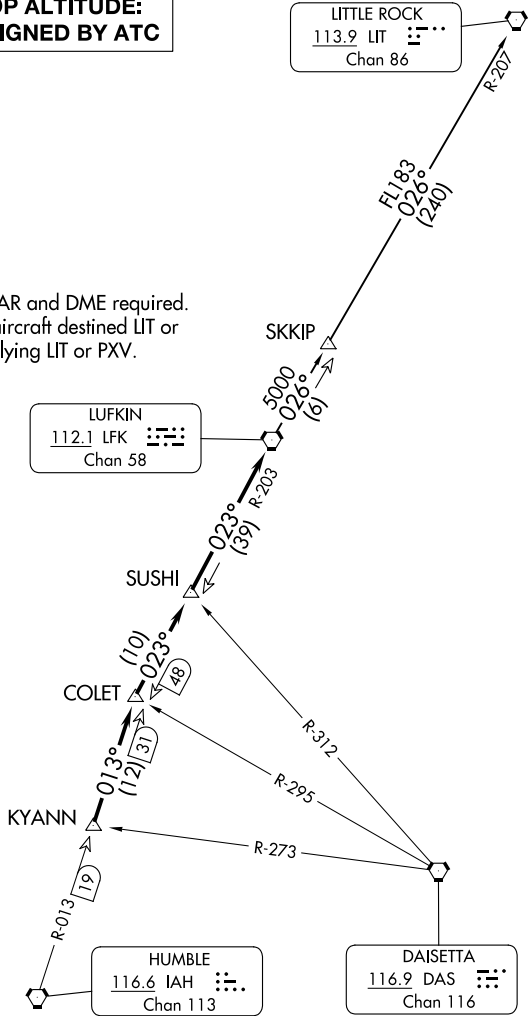 OP ALTITUDE:
IGNED BY ATC
LITTLE ROCK
113.9 LIT
Chan 86
R-207
FL183
026°
(240)
AR and DME required.
aircraft destined LIT or
lying LIT or PXV.
SKKIP
5000
026°
(6)
LUFKIN
112.1 LFK
Chan 58
R-203
023°
(39)
SUSHI
(10)
023°
48
COLET
31
013°
(12)
R-312
R-295
KYANN
R-273
19
R-013
HUMBLE
116.6 IAH
Chan 113
DAISETTA
116.9 DAS
Chan 116